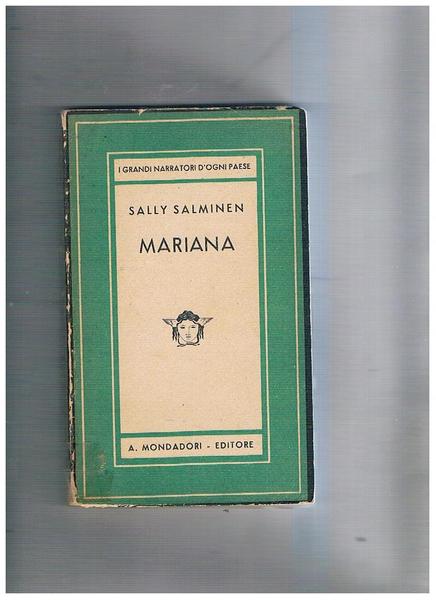 I GRANDI NARRATORI D'OGNI PAESE
SALLY SALMINEN
MARIANA
A. MONDADORI - EDITORE